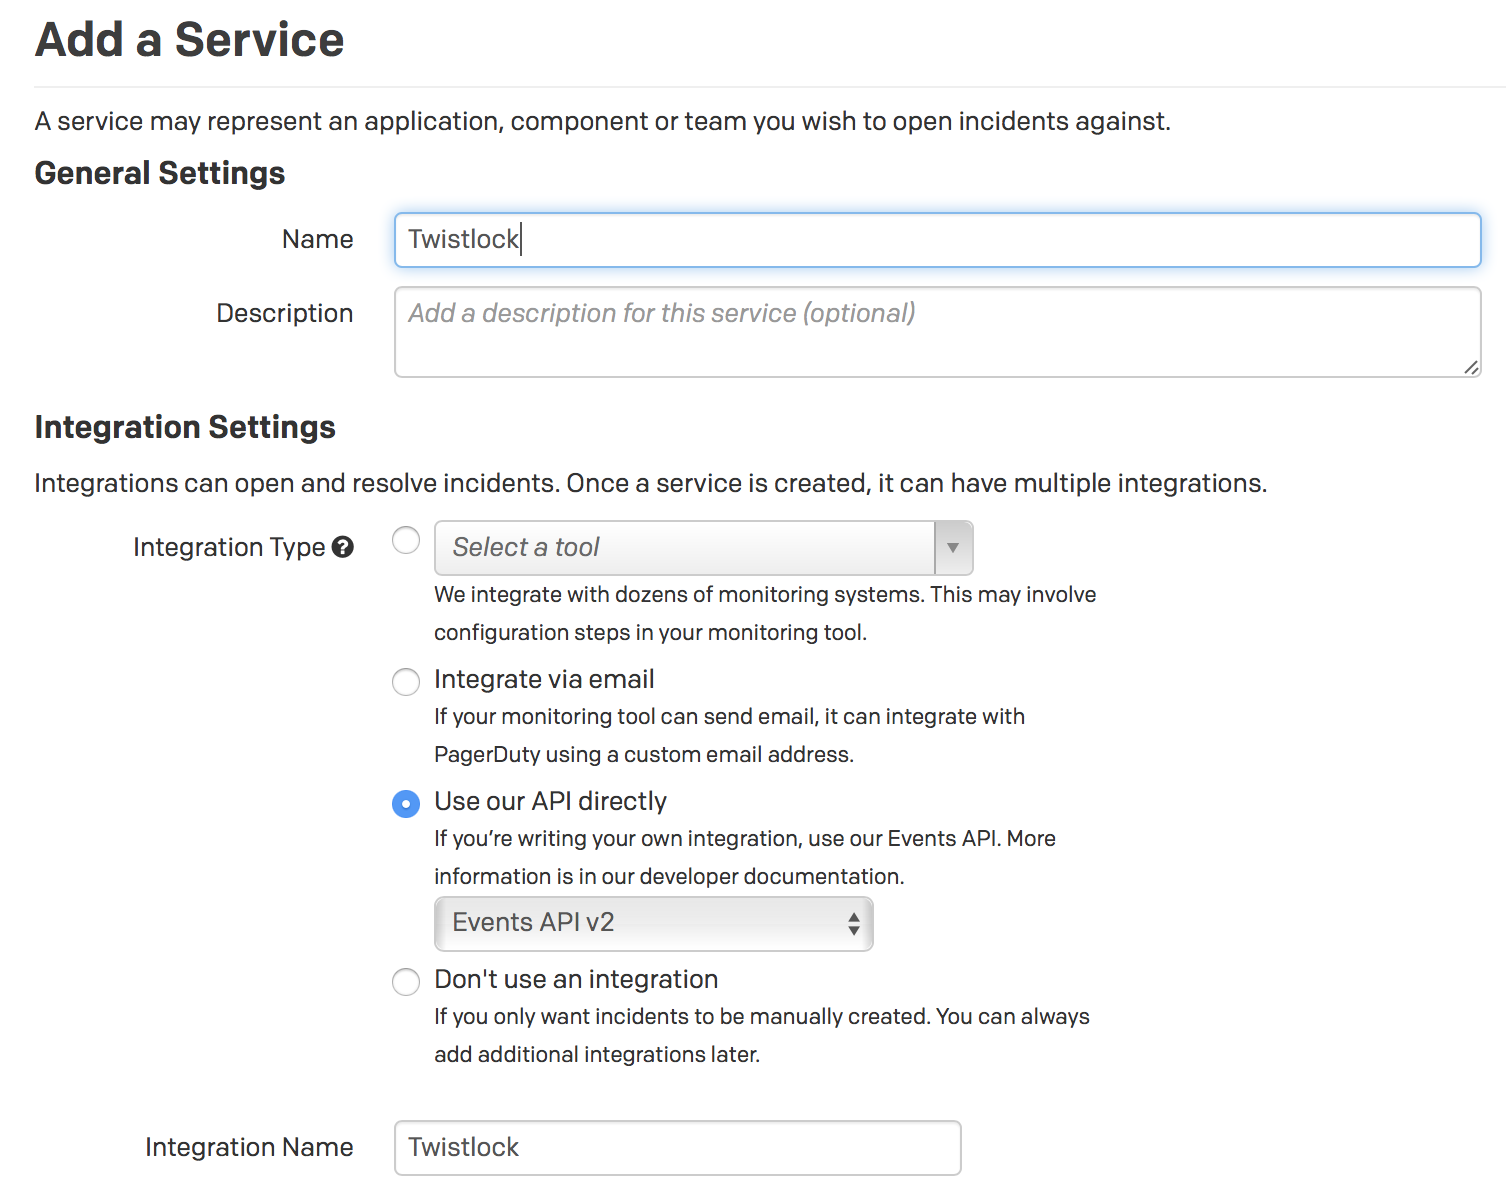 Add a Service
A service may represent an application, component or team you wish to open incidents against.
General Settings
Name
Twistlock
Description
Add a description for this service (optional)
Integration Settings
Integrations can open and resolve incidents. Once a service is created, it can have multiple integrations.
Integration Type ?
Select a tool
We integrate with dozens of monitoring systems. This may involve
configuration steps in your monitoring tool.
Integrate via email
If your monitoring tool can send email, it can integrate with
PagerDuty using a custom email address.
Use our API directly
If you’re writing your own integration, use our Events API. More
information is in our developer documentation.
Events API v2
Don't use an integration
If you only want incidents to be manually created. You can always
add additional integrations later.
Integration Name
Twistlock